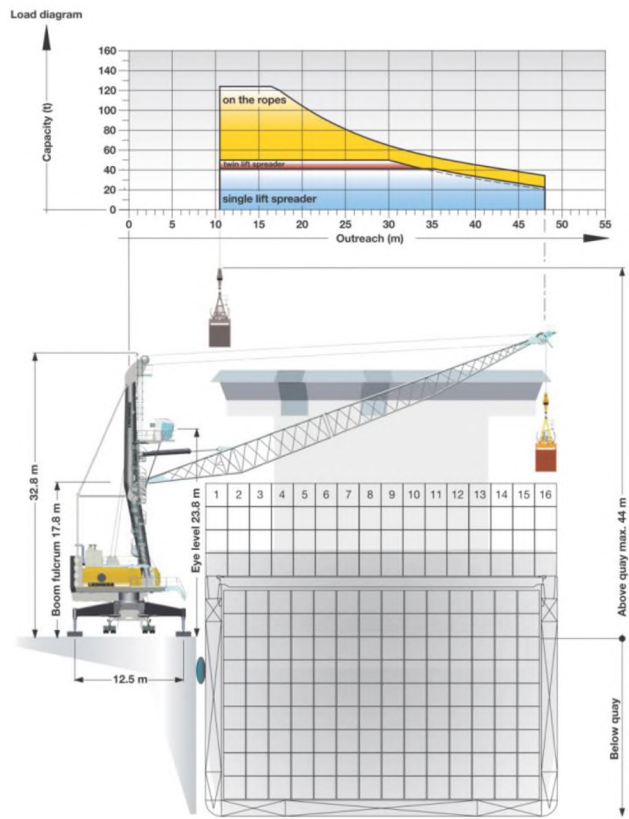 Load diagram
Capacity (t)
160
140
120
100
80
60
40
20
0
on the ropes
twin lift spreader
single lift spreader
0 5 10 15 20 25 30 35 40 45 50 55
Outreach (m)
32.8 m
Boom fulcrum 17.8 m
Eye level 23.8 m
12.5 m
1 2 3 4 5 6 7 8 9 10 11 12 13 14 15 16
Above quay max. 44 m
Below quay